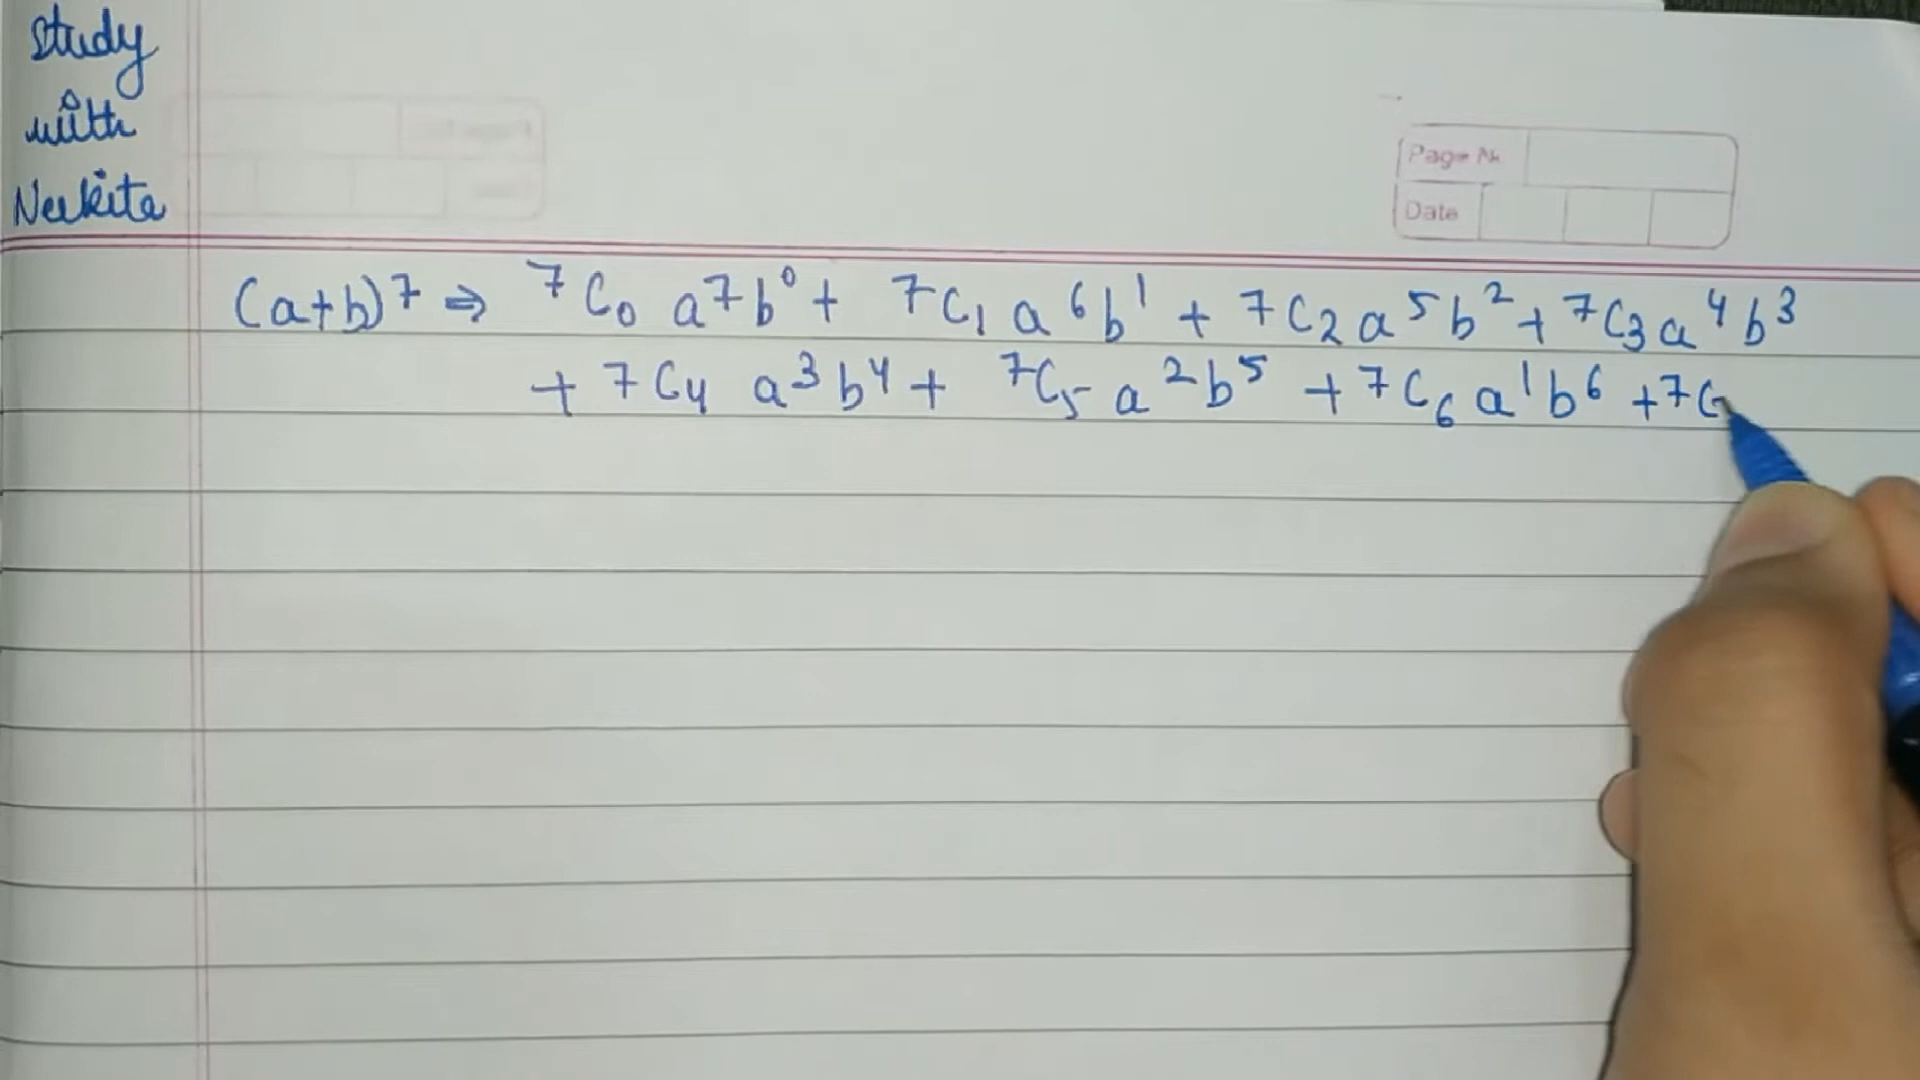 Study
with
Neekita
Page No
Date
(a+b)⁷ ⇒ ⁷C₀ a⁷b⁰ + ⁷C₁ a⁶b¹ + ⁷C₂ a⁵b² + ⁷C₃ a⁴b³
+ ⁷C₄ a³b⁴ + ⁷C₅ a²b⁵ + ⁷C₆ a¹b⁶ + ⁷C